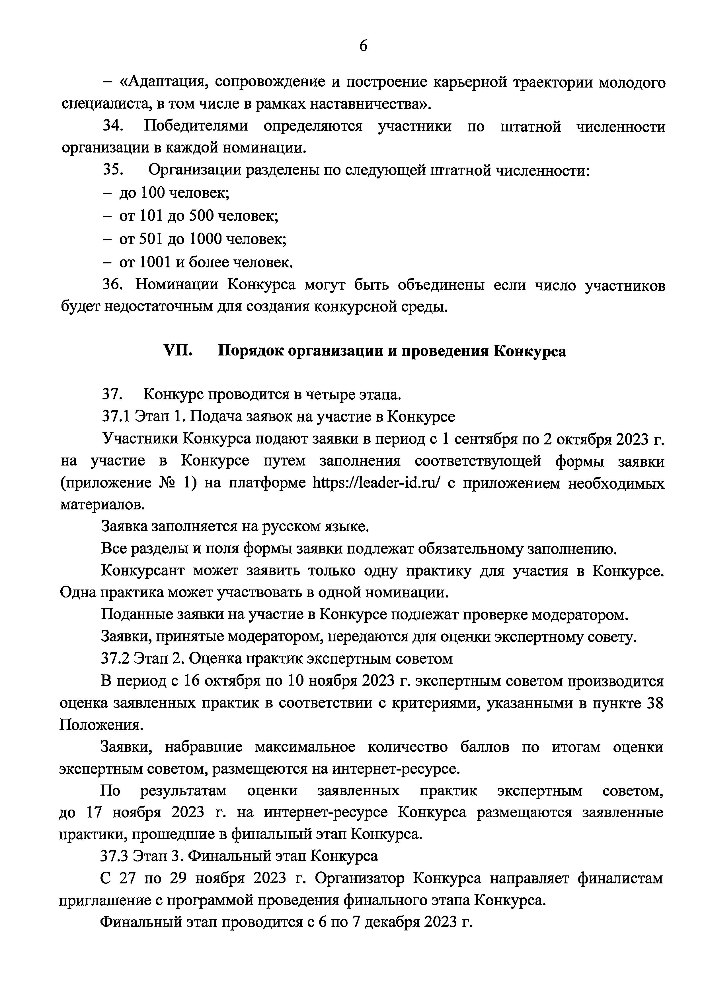 6
– «Адаптация, сопровождение и построение карьерной траектории молодого
специалиста, в том числе в рамках наставничества».
34. Победителями определяются участники по штатной численности
организации в каждой номинации.
35. Организации разделены по следующей штатной численности:
– до 100 человек;
– от 101 до 500 человек;
– от 501 до 1000 человек;
– от 1001 и более человек.
36. Номинации Конкурса могут быть объединены если число участников
будет недостаточным для создания конкурсной среды.
VII. Порядок организации и проведения Конкурса
37. Конкурс проводится в четыре этапа.
37.1 Этап 1. Подача заявок на участие в Конкурсе
Участники Конкурса подают заявки в период с 1 сентября по 2 октября 2023 г.
на участие в Конкурсе путем заполнения соответствующей формы заявки
(приложение № 1) на платформе https://leader-id.ru/ с приложением необходимых
материалов.
Заявка заполняется на русском языке.
Все разделы и поля формы заявки подлежат обязательному заполнению.
Конкурсант может заявить только одну практику для участия в Конкурсе.
Одна практика может участвовать в одной номинации.
Поданные заявки на участие в Конкурсе подлежат проверке модератором.
Заявки, принятые модератором, передаются для оценки экспертному совету.
37.2 Этап 2. Оценка практик экспертным советом
В период с 16 октября по 10 ноября 2023 г. экспертным советом производится
оценка заявленных практик в соответствии с критериями, указанными в пункте 38
Положения.
Заявки, набравшие максимальное количество баллов по итогам оценки
экспертным советом, размещеются на интернет-ресурсе.
По результатам оценки заявленных практик экспертным советом,
до 17 ноября 2023 г. на интернет-ресурсе Конкурса размещаются заявленные
практики, прошедшие в финальный этап Конкурса.
37.3 Этап 3. Финальный этап Конкурса
С 27 по 29 ноября 2023 г. Организатор Конкурса направляет финалистам
приглашение с программой проведения финального этапа Конкурса.
Финальный этап проводится с 6 по 7 декабря 2023 г.